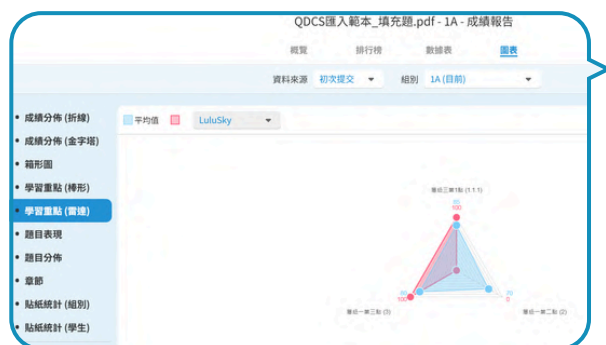 QDCS匯入範本_填充題.pdf - 1A - 成績報告
概覽 排行榜 數據表 圖表
資料來源 初次提交 組別 1A (目前)
• 成績分佈 (折線)
• 成績分佈 (金字塔)
• 箱形圖
• 學習重點 (棒形)
• 學習重點 (雷達)
• 題目表現
• 題目分佈
• 章節
• 貼紙統計 (組別)
• 貼紙統計 (學生)
平均值 LuluSky
100
100
70
0